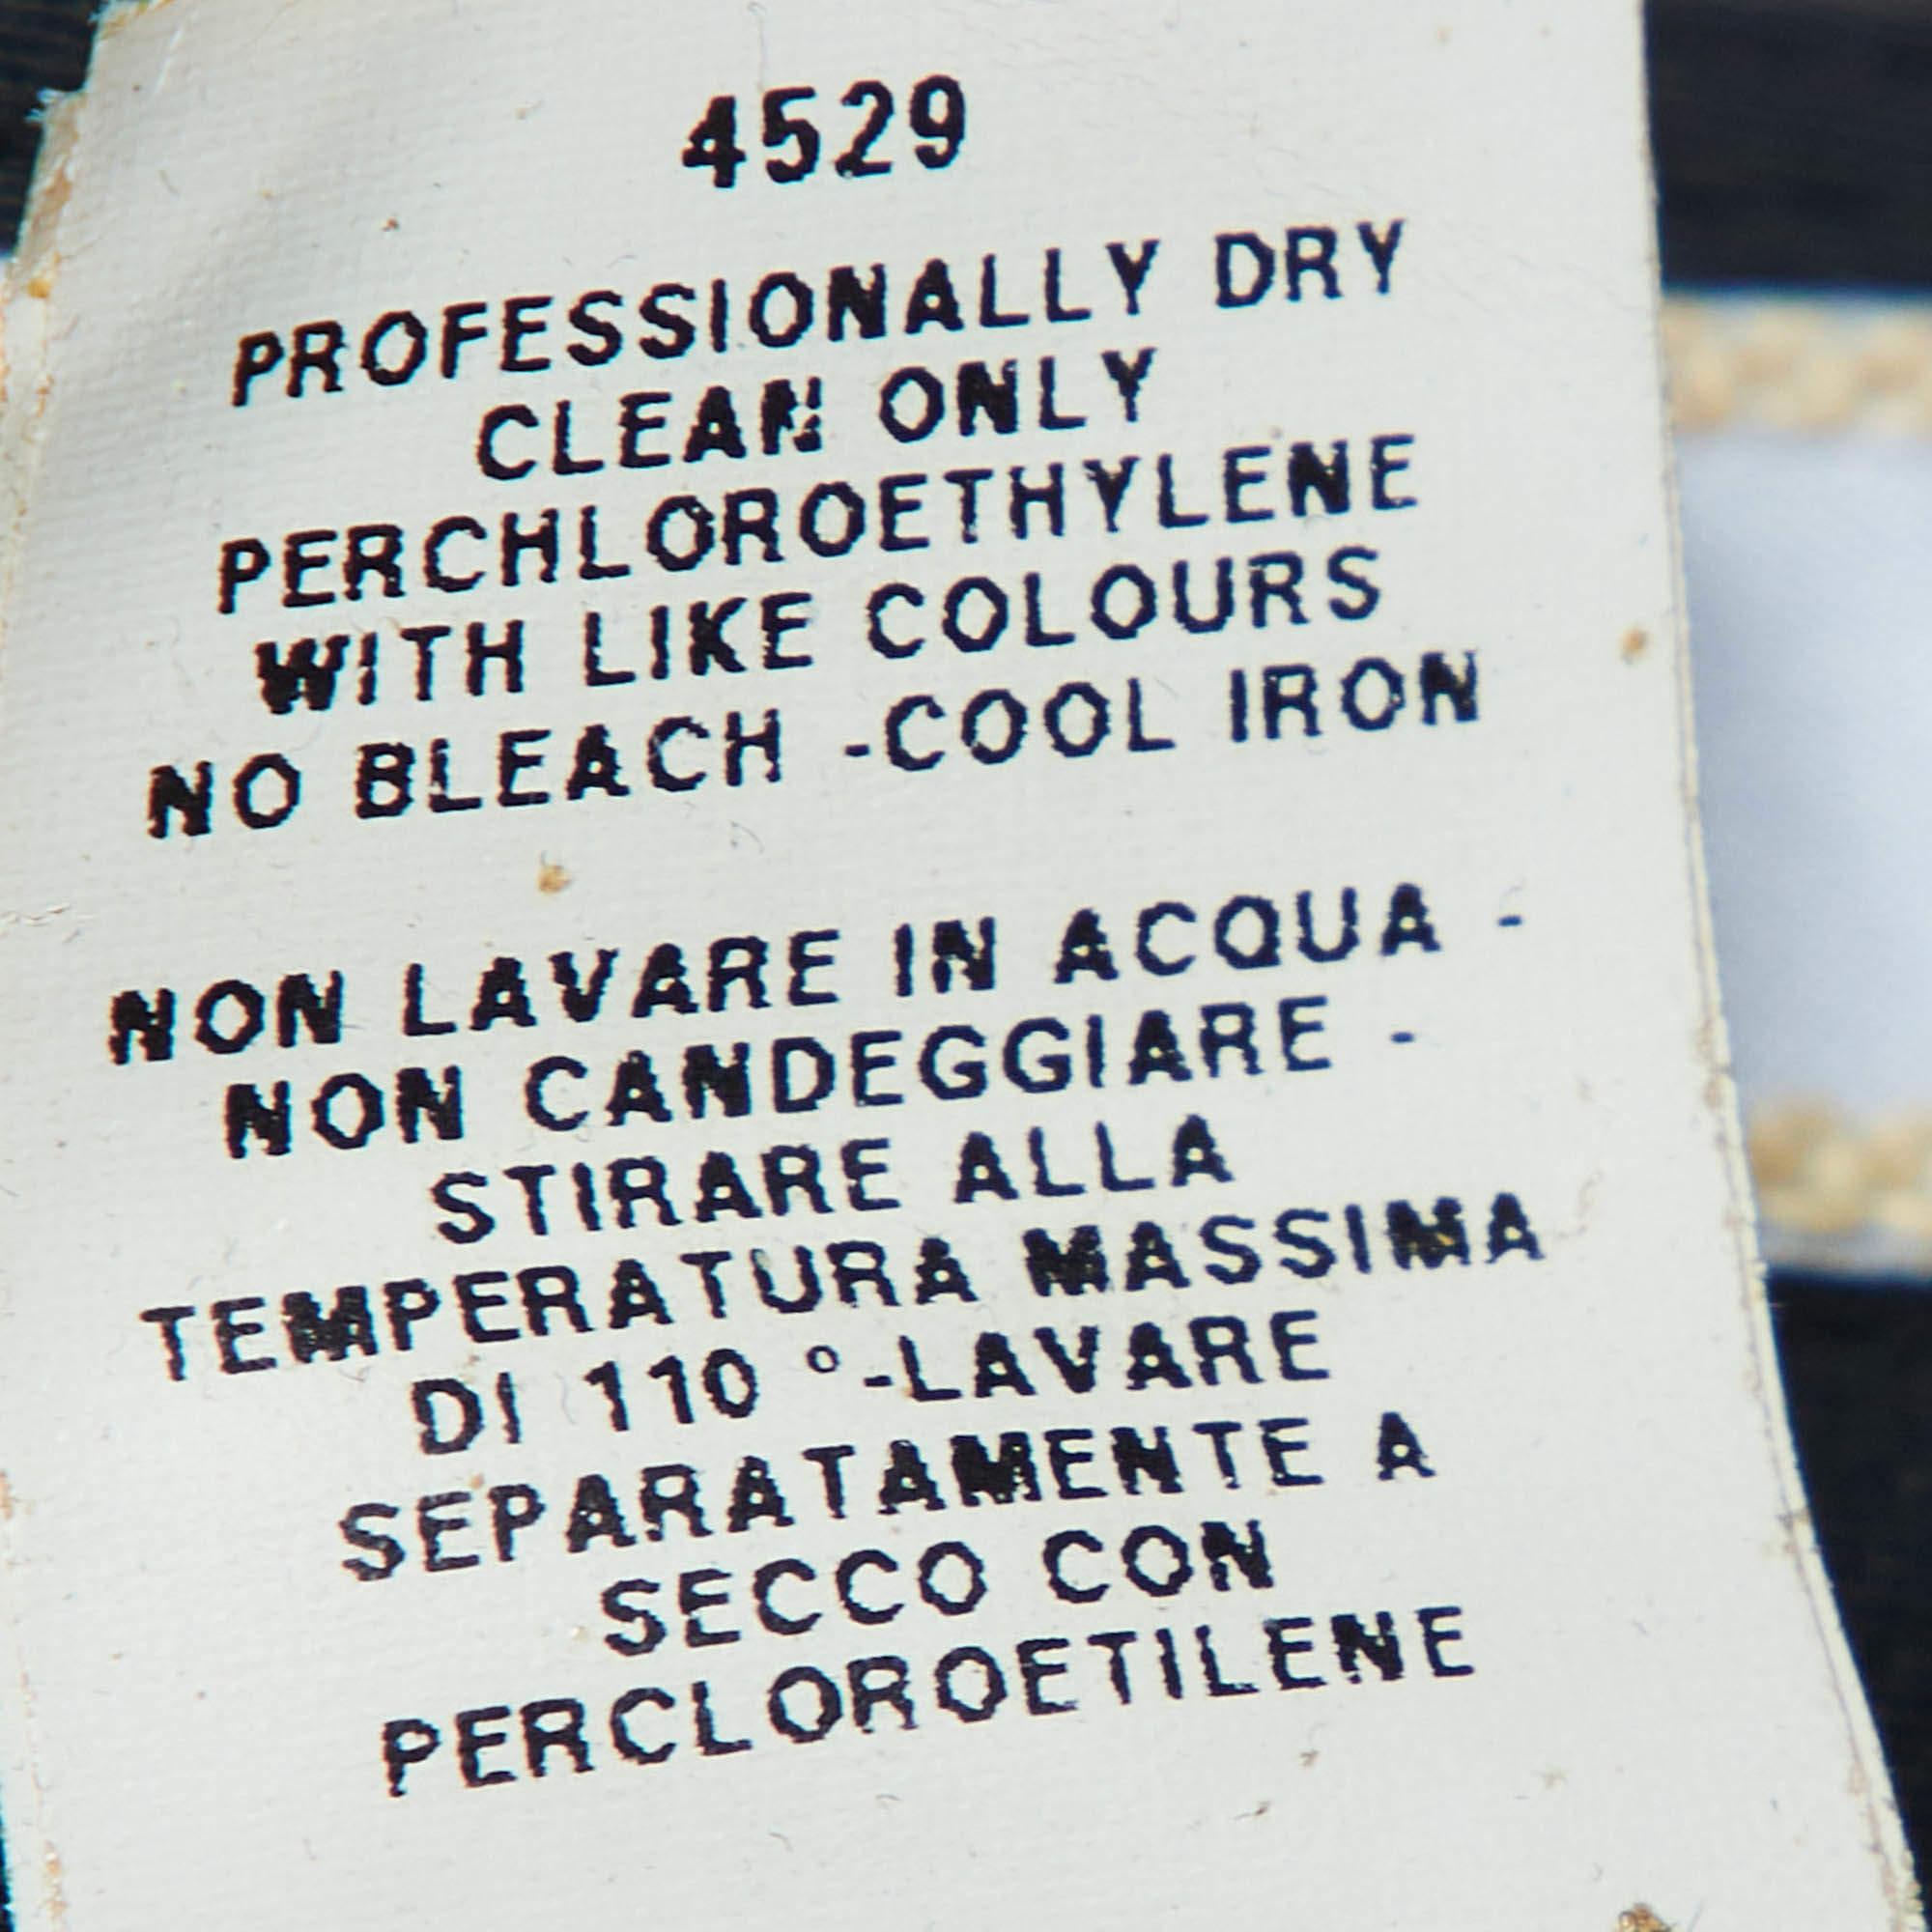 4529
PROFESSIONALLY DRY
CLEAN ONLY
PERCHLOROETHYLENE
WITH LIKE COLOURS
NO BLEACH -COOL IRON
NON LAVARE IN ACQUA -
NON CANDEGGIARE -
STIRARE ALLA
TEMPERATURA MASSIMA
DI 110 °-LAVARE
SEPARATAMENTE A
SECCO CON
PERCLOROETILENE